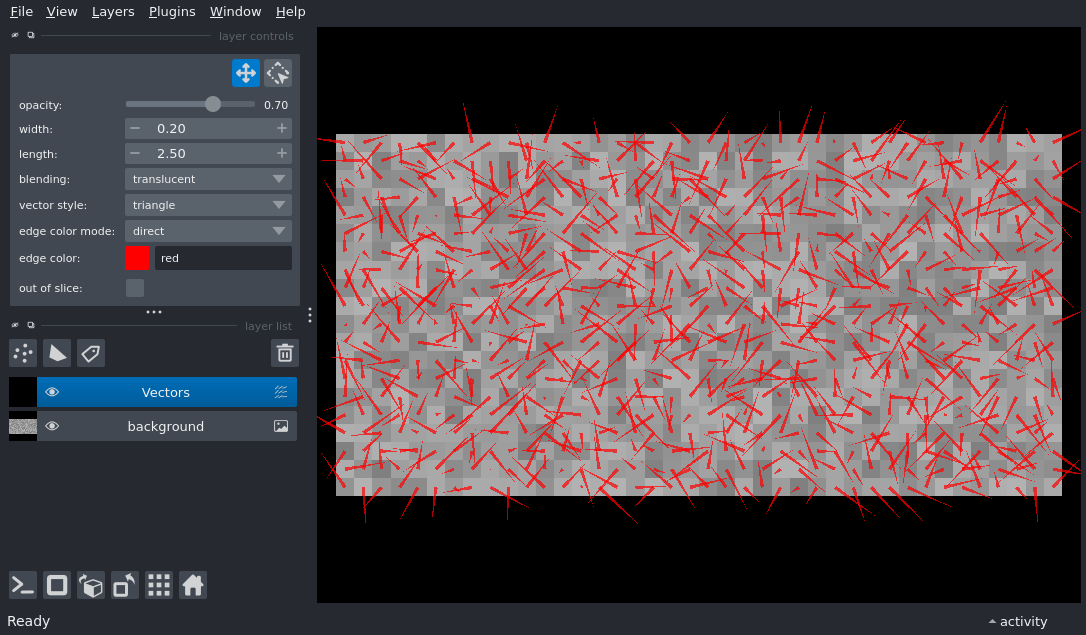 File View Layers Plugins Window Help
layer controls
opacity: 0.70
width: 0.20
length: 2.50
blending: translucent
vector style: triangle
edge color mode: direct
edge color: red
out of slice:
layer list
Vectors
background
Ready
activity